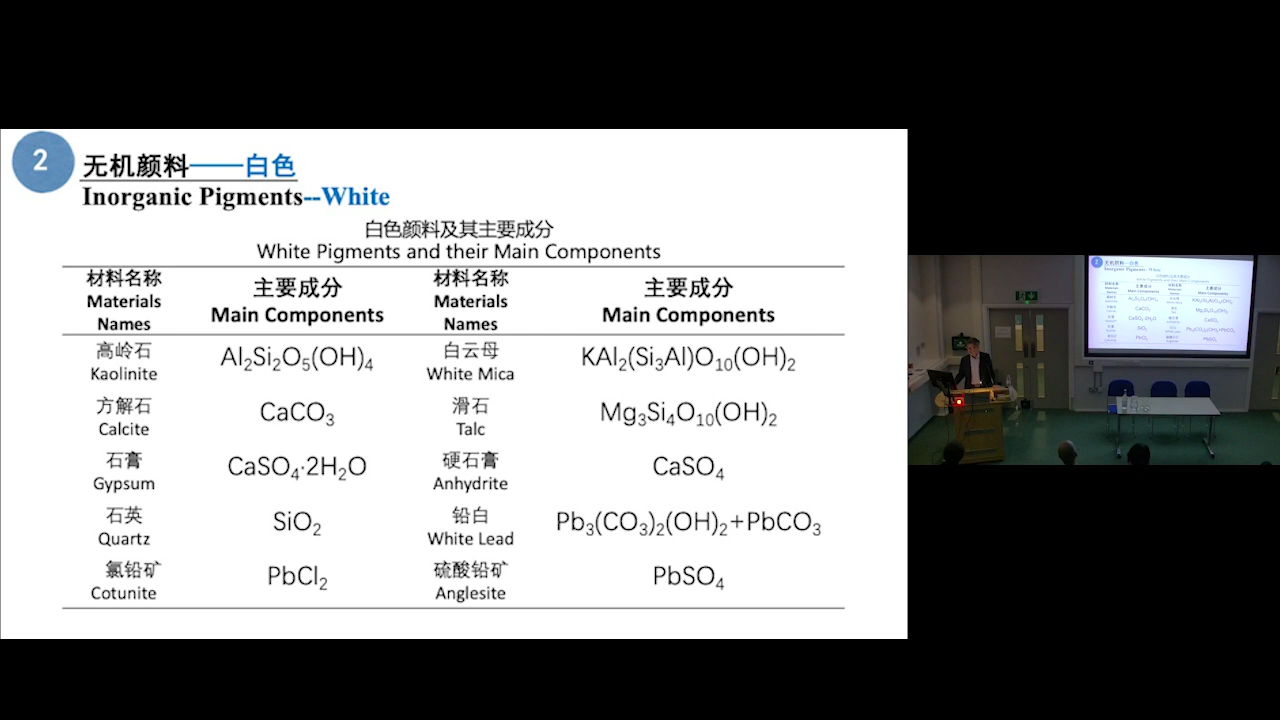 2
无机颜料——白色
Inorganic Pigments--White
白色颜料及其主要成分
White Pigments and their Main Components
材料名称 Materials Names 主要成分 Main Components 材料名称 Materials Names 主要成分 Main Components
高岭石 Kaolinite Al₂Si₂O₅(OH)₄ 白云母 White Mica KAl₂(Si₃Al)O₁₀(OH)₂
方解石 Calcite CaCO₃ 滑石 Talc Mg₃Si₄O₁₀(OH)₂
石膏 Gypsum CaSO₄·2H₂O 硬石膏 Anhydrite CaSO₄
石英 Quartz SiO₂ 铅白 White Lead Pb₃(CO₃)₂(OH)₂+PbCO₃
氯铅矿 Cotunite PbCl₂ 硫酸铅矿 Anglesite PbSO₄